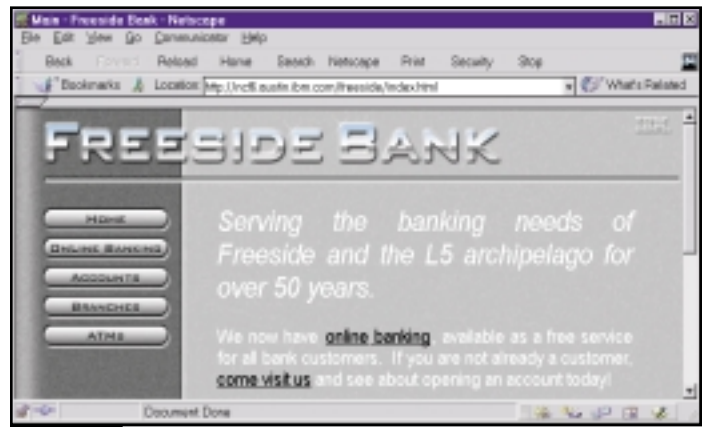 Main - Freeside Bank - Netscape
File Edit View Go Communicator Help
Back Forward Reload Home Search Netscape Print Security Stop
Bookmarks Location: http://ncf6.austin.ibm.com/freeside/index.html What's Related
FREESIDE BANK
IBM
HOME
ONLINE BANKING
ACCOUNTS
BRANCHES
ATMS
Serving the banking needs of
Freeside and the L5 archipelago for
over 50 years.
We now have online banking, available as a free service
for all bank customers. If you are not already a customer,
come visit us and see about opening an account today!
Document Done